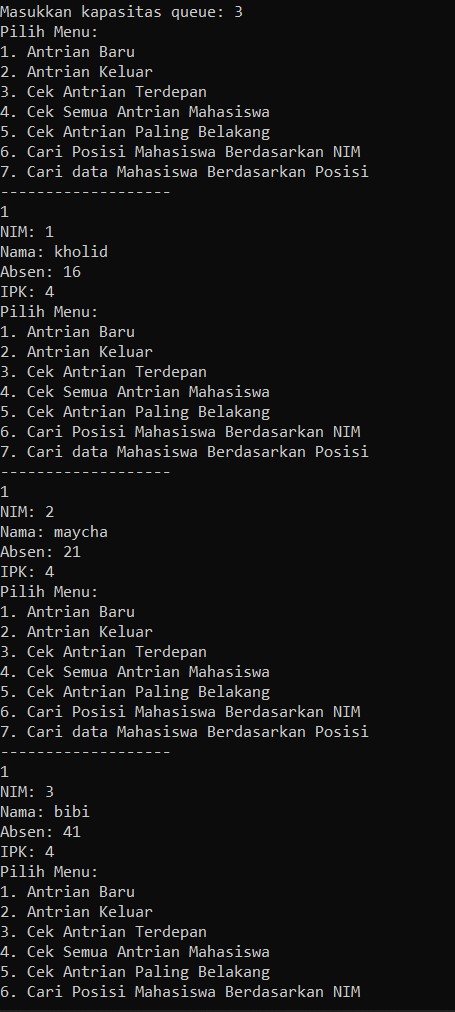 Masukkan kapasitas queue: 3
Pilih Menu:
1. Antrian Baru
2. Antrian Keluar
3. Cek Antrian Terdepan
4. Cek Semua Antrian Mahasiswa
5. Cek Antrian Paling Belakang
6. Cari Posisi Mahasiswa Berdasarkan NIM
7. Cari data Mahasiswa Berdasarkan Posisi
-------------------
1
NIM: 1
Nama: kholid
Absen: 16
IPK: 4
Pilih Menu:
1. Antrian Baru
2. Antrian Keluar
3. Cek Antrian Terdepan
4. Cek Semua Antrian Mahasiswa
5. Cek Antrian Paling Belakang
6. Cari Posisi Mahasiswa Berdasarkan NIM
7. Cari data Mahasiswa Berdasarkan Posisi
-------------------
1
NIM: 2
Nama: maycha
Absen: 21
IPK: 4
Pilih Menu:
1. Antrian Baru
2. Antrian Keluar
3. Cek Antrian Terdepan
4. Cek Semua Antrian Mahasiswa
5. Cek Antrian Paling Belakang
6. Cari Posisi Mahasiswa Berdasarkan NIM
7. Cari data Mahasiswa Berdasarkan Posisi
-------------------
1
NIM: 3
Nama: bibi
Absen: 41
IPK: 4
Pilih Menu:
1. Antrian Baru
2. Antrian Keluar
3. Cek Antrian Terdepan
4. Cek Semua Antrian Mahasiswa
5. Cek Antrian Paling Belakang
6. Cari Posisi Mahasiswa Berdasarkan NIM